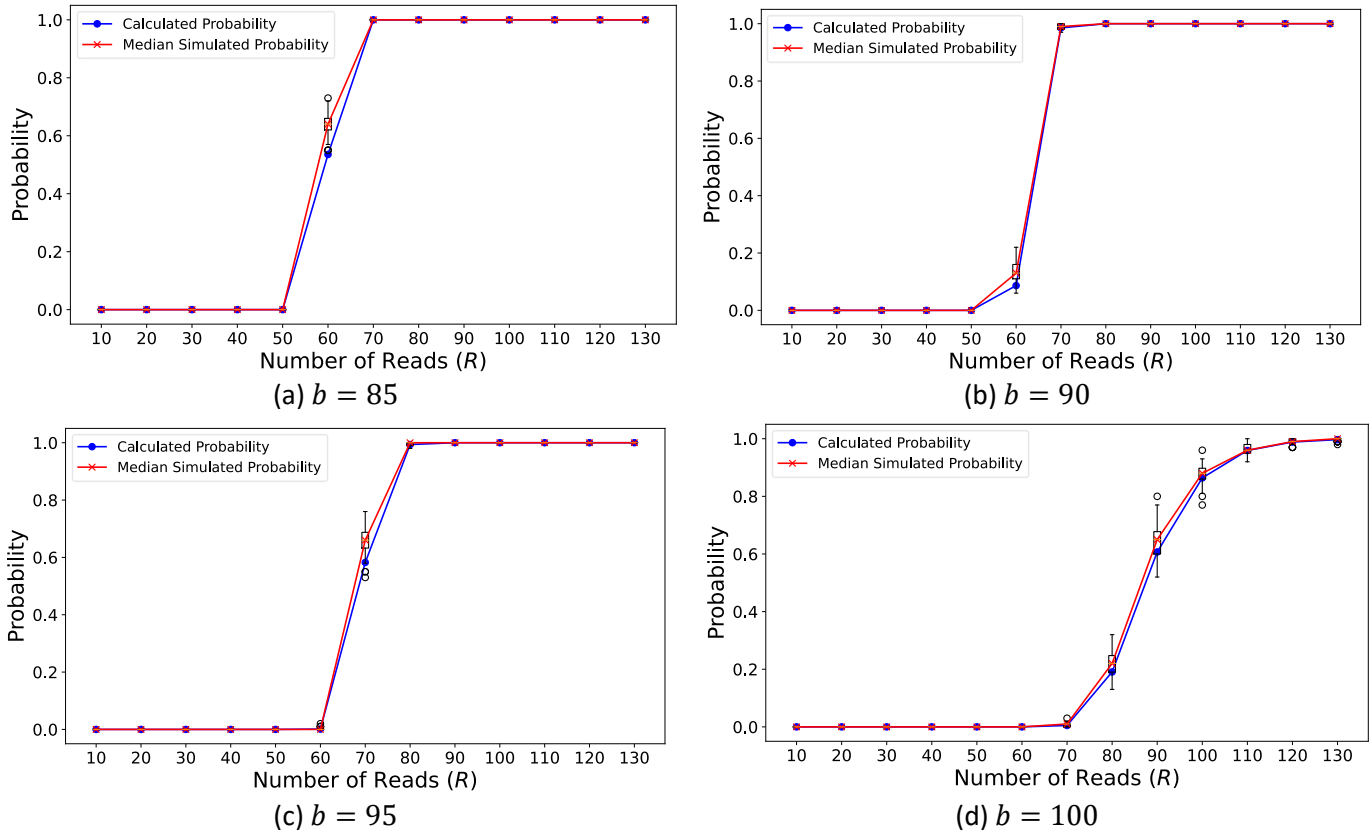 Calculated Probability
Median Simulated Probability
Probability
1.0
0.8
0.6
0.4
0.2
0.0
10 20 30 40 50 60 70 80 90 100 110 120 130
Number of Reads (R)
(a) b = 85
Calculated Probability
Median Simulated Probability
Probability
1.0
0.8
0.6
0.4
0.2
0.0
10 20 30 40 50 60 70 80 90 100 110 120 130
Number of Reads (R)
(b) b = 90
Calculated Probability
Median Simulated Probability
Probability
1.0
0.8
0.6
0.4
0.2
0.0
10 20 30 40 50 60 70 80 90 100 110 120 130
Number of Reads (R)
(c) b = 95
Calculated Probability
Median Simulated Probability
Probability
1.0
0.8
0.6
0.4
0.2
0.0
10 20 30 40 50 60 70 80 90 100 110 120 130
Number of Reads (R)
(d) b = 100